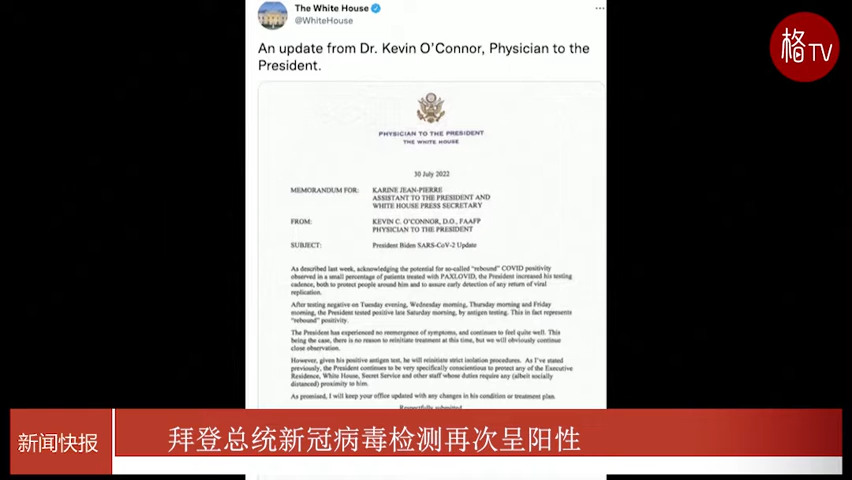 The White House
@WhiteHouse
格TV
An update from Dr. Kevin O'Connor, Physician to the
President.
PHYSICIAN TO THE PRESIDENT
THE WHITE HOUSE
30 July 2022
MEMORANDUM FOR: KARINE JEAN-PIERRE
ASSISTANT TO THE PRESIDENT AND
WHITE HOUSE PRESS SECRETARY
FROM: KEVIN C. O'CONNOR, D.O., FAAFP
PHYSICIAN TO THE PRESIDENT
SUBJECT: President Biden SARS-CoV-2 Update
As described last week, acknowledging the potential for so-called "rebound" COVID positivity
observed in a small percentage of patients treated with PAXLOVID, the President increased his testing
cadence, both to protect people around him and to assure early detection of any return of viral
replication.
After testing negative on Tuesday evening, Wednesday morning, Thursday morning and Friday
morning, the President tested positive late Saturday morning, by antigen testing. This in fact represents
"rebound" positivity.
The President has experienced no reemergence of symptoms, and continues to feel quite well. This
being the case, there is no reason to reinitiate treatment at this time, but we will obviously continue
close observation.
However, given his positive antigen test, he will reinitiate strict isolation procedures. As I've stated
previously, the President continues to be very specifically conscientious to protect any of the Executive
Residence, White House, Secret Service and other staff whose duties require any (albeit socially
distanced) proximity to him.
As promised, I will keep your office updated with any changes in his condition or treatment plan.
Respectfully submitted
新闻快报
拜登总统新冠病毒检测再次呈阳性